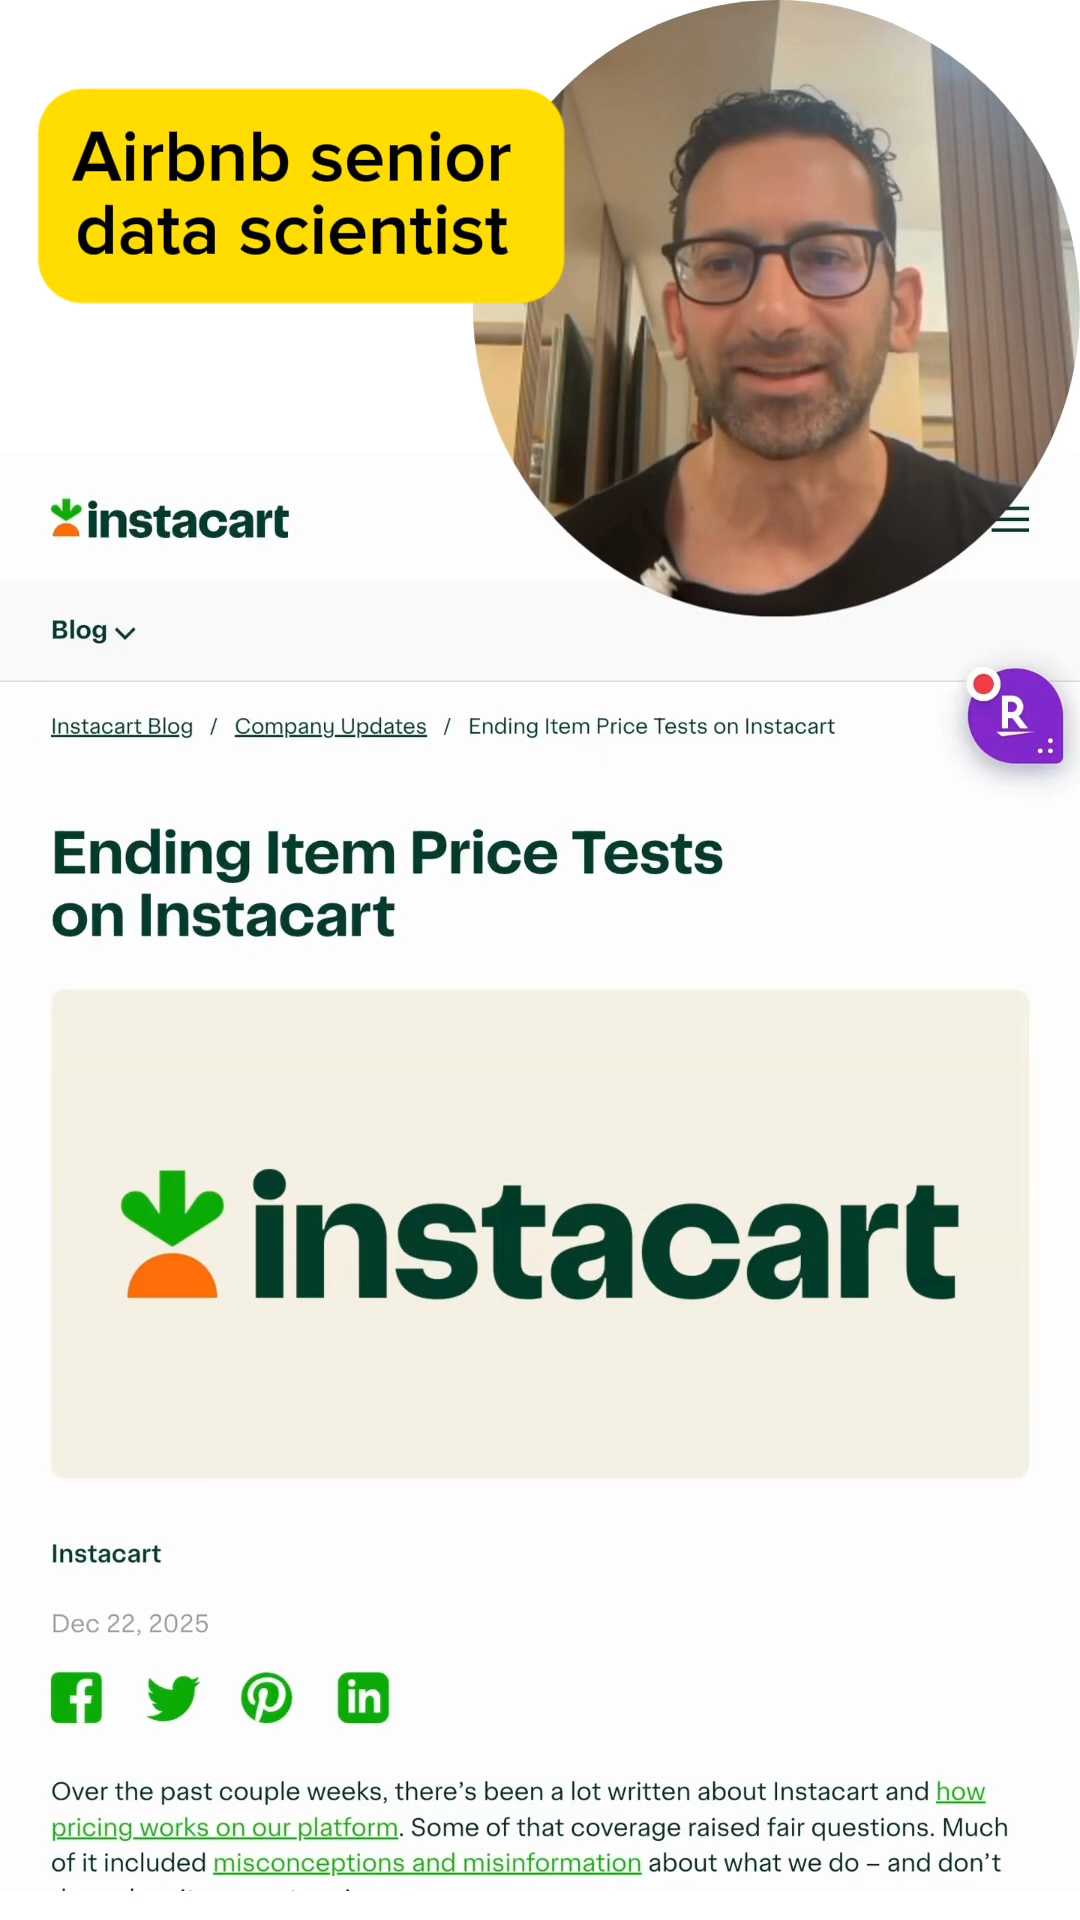 Airbnb senior
data scientist
instacart
Blog
Instacart Blog / Company Updates / Ending Item Price Tests on Instacart
R
Ending Item Price Tests
on Instacart
instacart
Instacart
Dec 22, 2025
Over the past couple weeks, there’s been a lot written about Instacart and how
pricing works on our platform. Some of that coverage raised fair questions. Much
of it included misconceptions and misinformation about what we do – and don’t